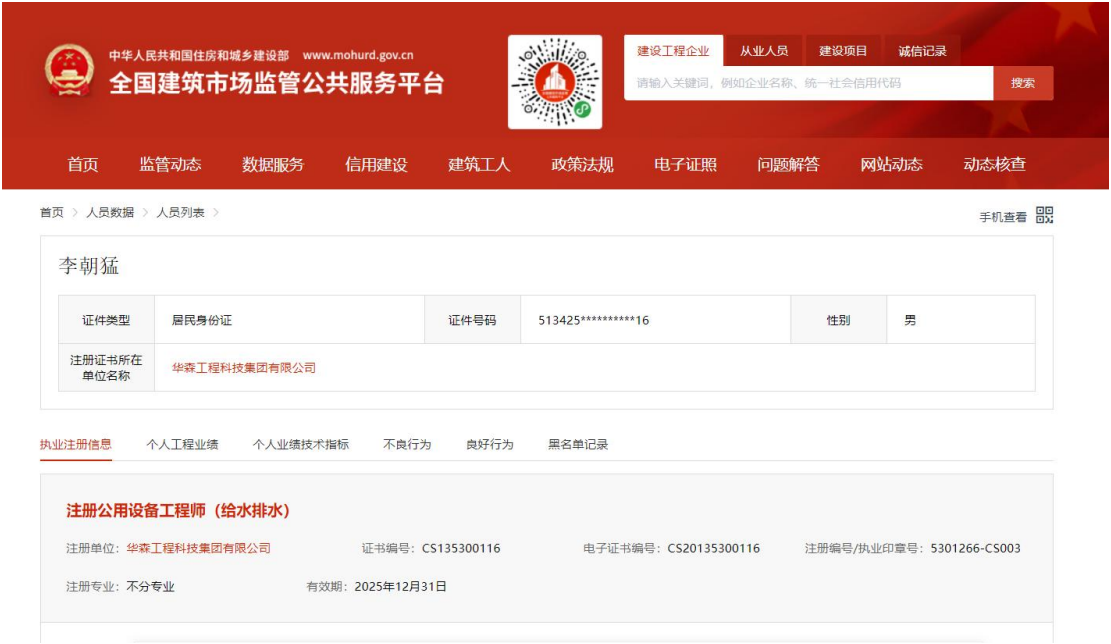 中华人民共和国住房和城乡建设部 www.mohurd.gov.cn
全国建筑市场监管公共服务平台
建设工程企业 从业人员 建设项目 诚信记录
请输入关键词，例如企业名称、统一社会信用代码 搜索
首页 监管动态 数据服务 信用建设 建筑工人 政策法规 电子证照 问题解答 网站动态 动态核查
首页 > 人员数据 > 人员列表 >
手机查看
李朝猛
证件类型 居民身份证 证件号码 513425**********16 性别 男
注册证书所在
单位名称
华森工程科技集团有限公司
执业注册信息 个人工程业绩 个人业绩技术指标 不良行为 良好行为 黑名单记录
注册公用设备工程师（给水排水）
注册单位：华森工程科技集团有限公司 证书编号：CS135300116 电子证书编号：CS20135300116 注册编号/执业印章号：5301266-CS003
注册专业：不分专业 有效期：2025年12月31日